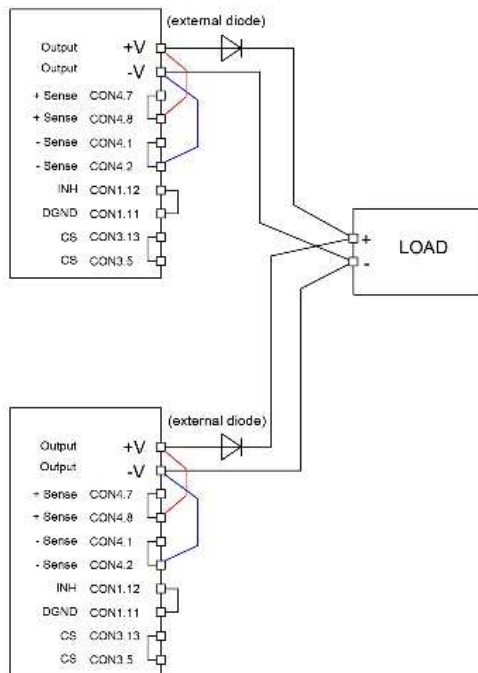 (external diode)
Output +V
Output -V
+ Sense CON4.7
+ Sense CON4.8
- Sense CON4.1
- Sense CON4.2
INH CON1.12
DGND CON1.11
CS CON3.13
CS CON3.5
+ LOAD
-
(external diode)
Output +V
Output -V
+ Sense CON4.7
+ Sense CON4.8
- Sense CON4.1
- Sense CON4.2
INH CON1.12
DGND CON1.11
CS CON3.13
CS CON3.5